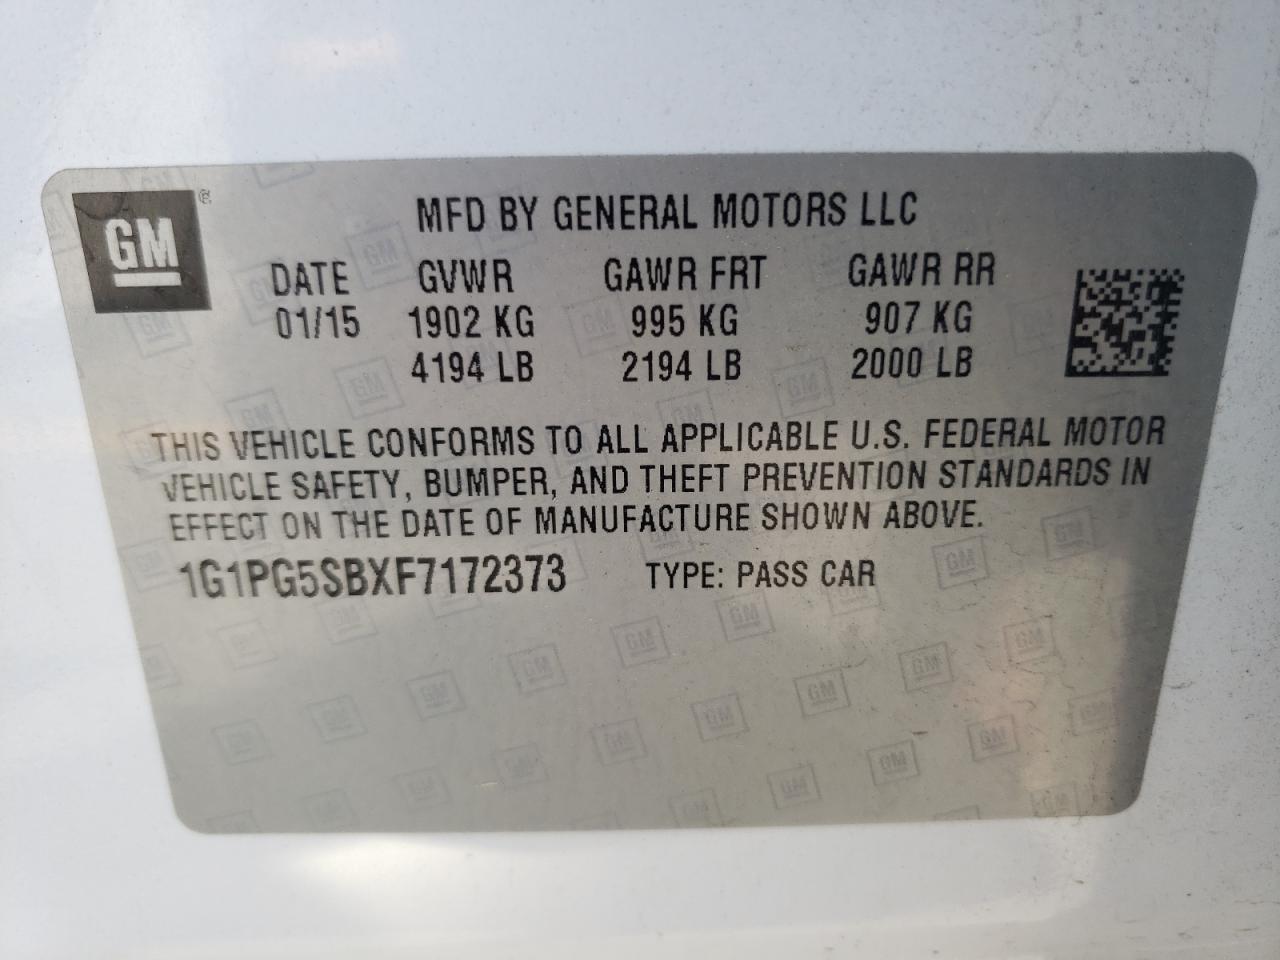 GM ®
MFD BY GENERAL MOTORS LLC
DATE GVWR GAWR FRT GAWR RR
01/15 1902 KG 995 KG 907 KG
4194 LB 2194 LB 2000 LB
THIS VEHICLE CONFORMS TO ALL APPLICABLE U.S. FEDERAL MOTOR
VEHICLE SAFETY, BUMPER, AND THEFT PREVENTION STANDARDS IN
EFFECT ON THE DATE OF MANUFACTURE SHOWN ABOVE.
1G1PG5SBXF7172373 TYPE: PASS CAR